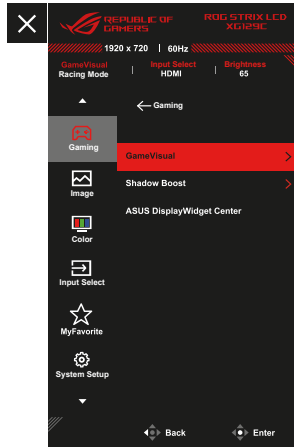 REPUBLIC OF
GAMERS
ROG STRIX LCD
XG129C
1920 x 720 | 60Hz
GameVisual
Racing Mode
Input Select
HDMI
Brightness
65
Gaming
Gaming
GameVisual
Shadow Boost
Image
ASUS DisplayWidget Center
Color
Input Select
MyFavorite
System Setup
Back
Enter